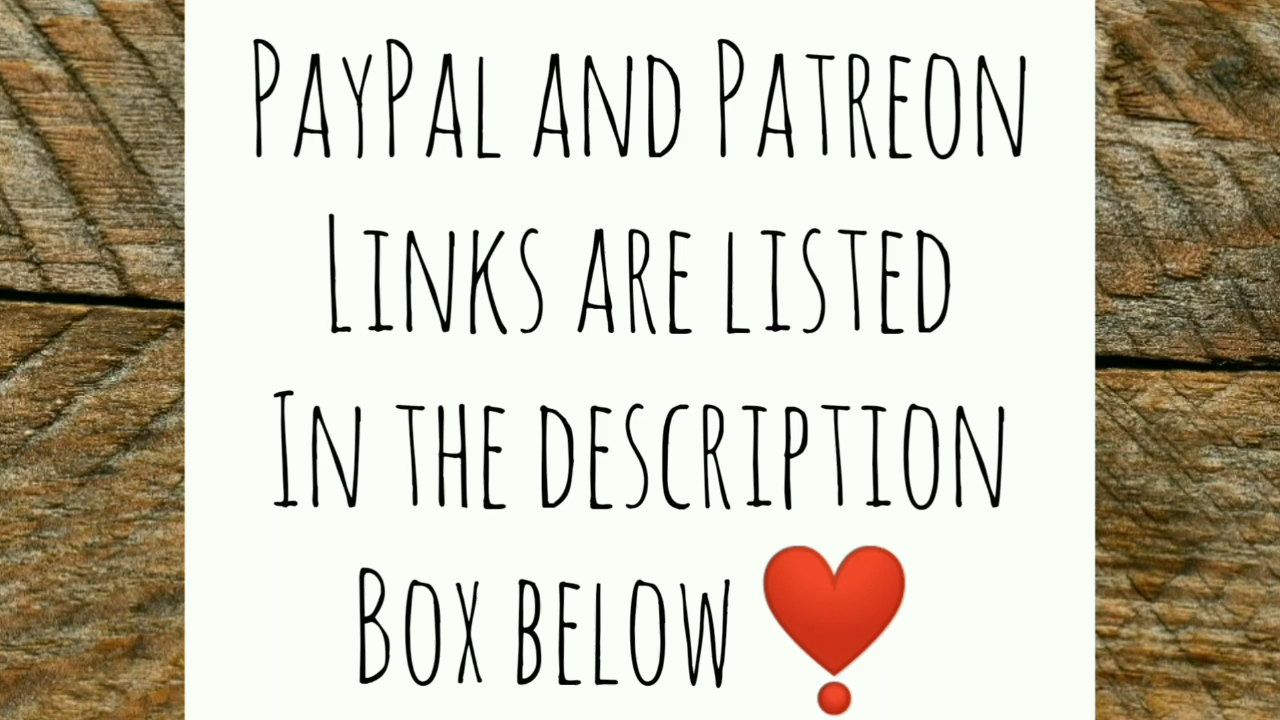 PayPal and Patreon
Links are listed
In the description
Box below ❣️